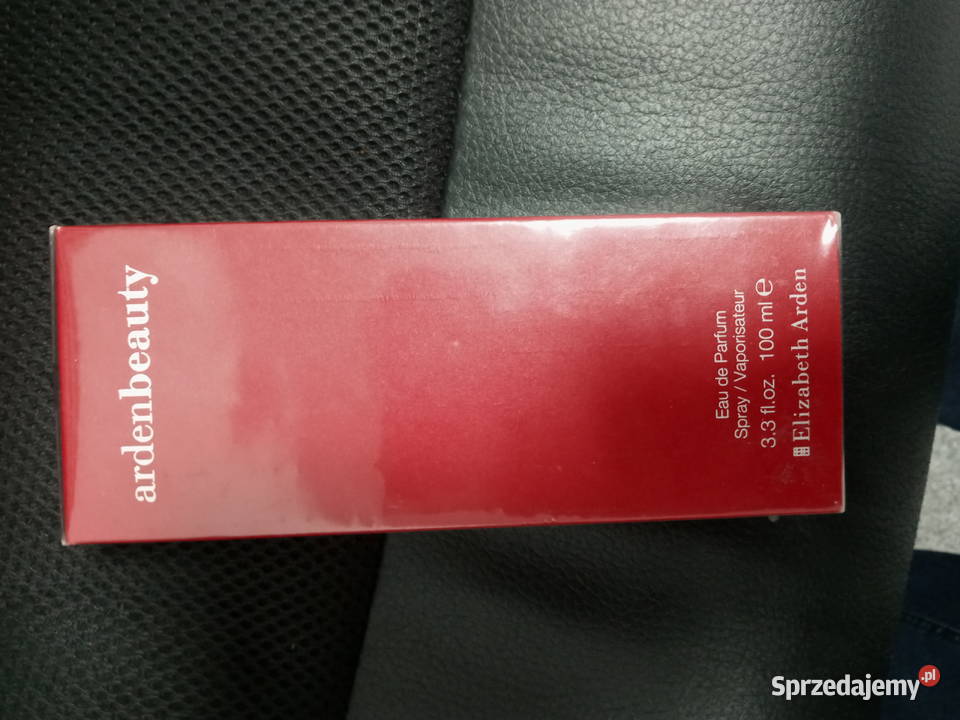 ardenbeauty
Eau de Parfum
Spray / Vaporisateur
3.3 fl.oz. 100 ml e
Elizabeth Arden
Sprzedajemy.pl